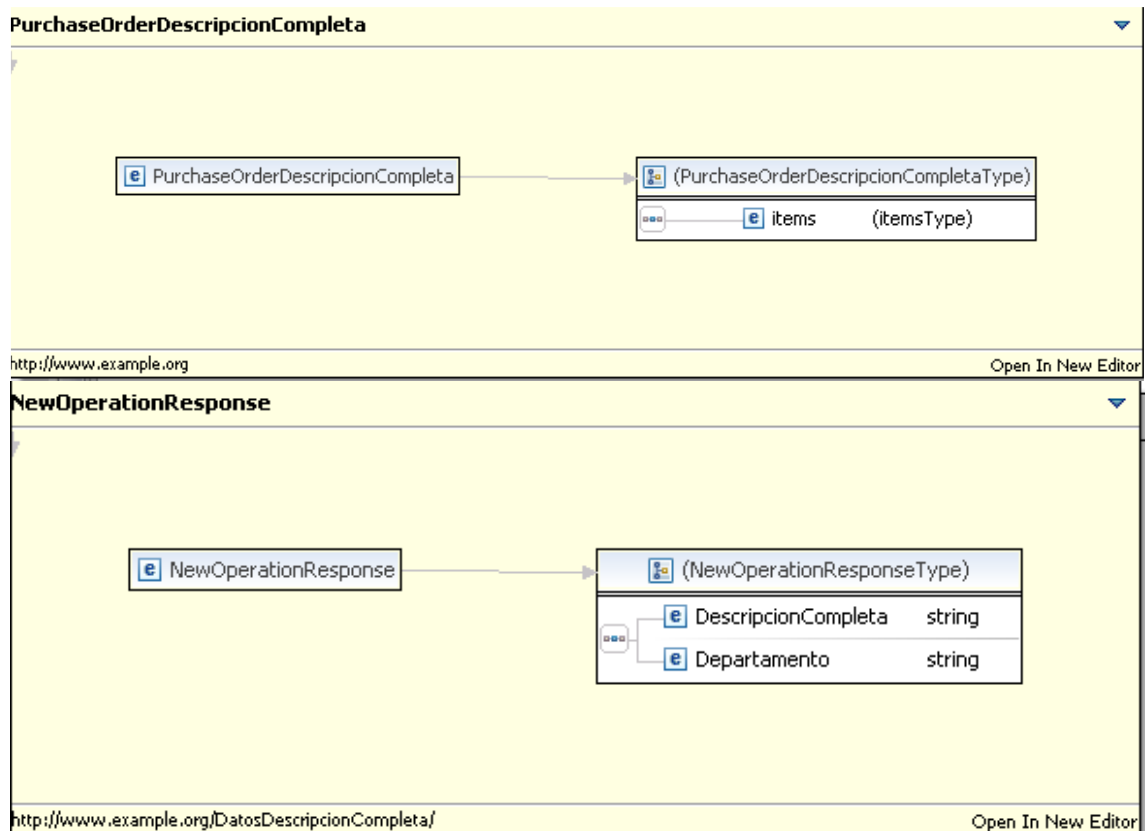 PurchaseOrderDescripcionCompleta
e PurchaseOrderDescripcionCompleta
(PurchaseOrderDescripcionCompletaType)
e items (itemsType)
http://www.example.org Open In New Editor
NewOperationResponse
e NewOperationResponse
(NewOperationResponseType)
e DescripcionCompleta string
e Departamento string
http://www.example.org/DatosDescripcionCompleta/ Open In New Editor